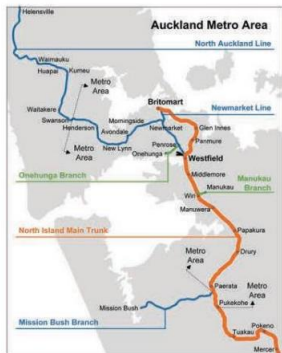 Helensville
Auckland Metro Area
North Auckland Line
Waimauku
Huapai
Kumeu
Metro
Area
Britomart
Waitakere
Swanson
Henderson
Morningside
Avondale
New Lynn
Newmarket
Newmarket Line
Glen Innes
Panmure
Penrose
Onehunga
Westfield
Metro
Area
Onehunga Branch
Middlemore
Manukau
Branch
Manukau
Wiri
Manurewa
North Island Main Trunk
Papakura
Drury
Metro
Area
Paerata
Metro
Area
Pukekohe
Mission Bush
Mission Bush Branch
Tuakau
Pokeno
Mercer